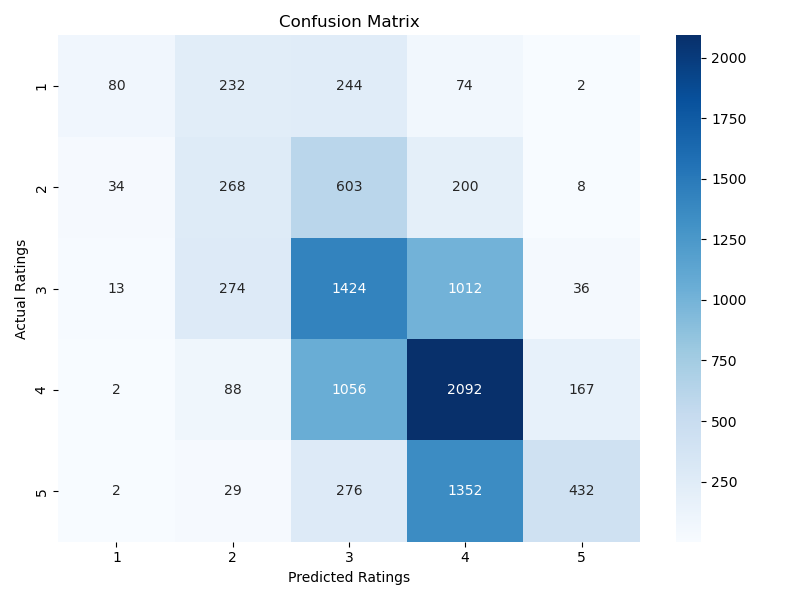 Confusion Matrix
Actual Ratings
1 80 232 244 74 2
2 34 268 603 200 8
3 13 274 1424 1012 36
4 2 88 1056 2092 167
5 2 29 276 1352 432
1 2 3 4 5
Predicted Ratings
2000
1750
1500
1250
1000
750
500
250